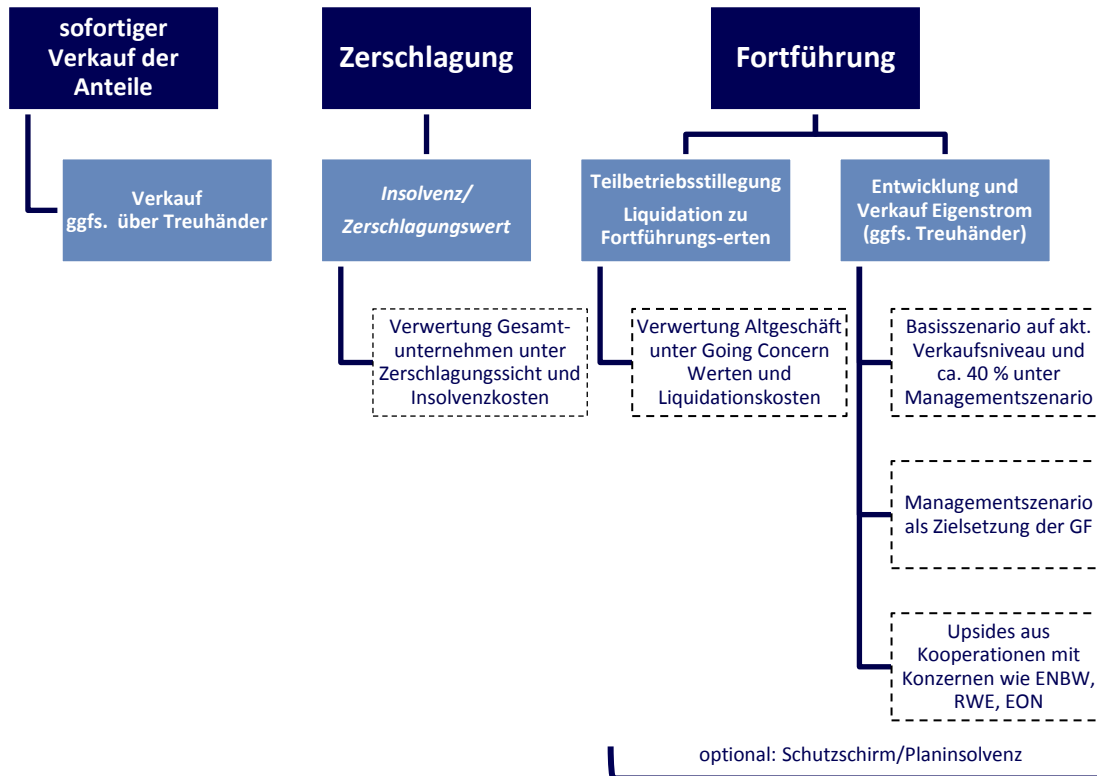 sofortiger
Verkauf der
Anteile
Verkauf
ggfs. über Treuhänder
Zerschlagung
Insolvenz/
Zerschlagungswert
Verwertung Gesamt-
unternehmen unter
Zerschlagungssicht und
Insolvenzkosten
Fortführung
Teilbetriebsstillegung
Liquidation zu
Fortführungs-erten
Verwertung Altgeschäft
unter Going Concern
Werten und
Liquidationskosten
Entwicklung und
Verkauf Eigenstrom
(ggfs. Treuhänder)
Basisszenario auf akt.
Verkaufsniveau und
ca. 40 % unter
Managementszenario
Managementszenario
als Zielsetzung der GF
Upsides aus
Kooperationen mit
Konzernen wie ENBW,
RWE, EON
optional: Schutzschirm/Planinsolvenz